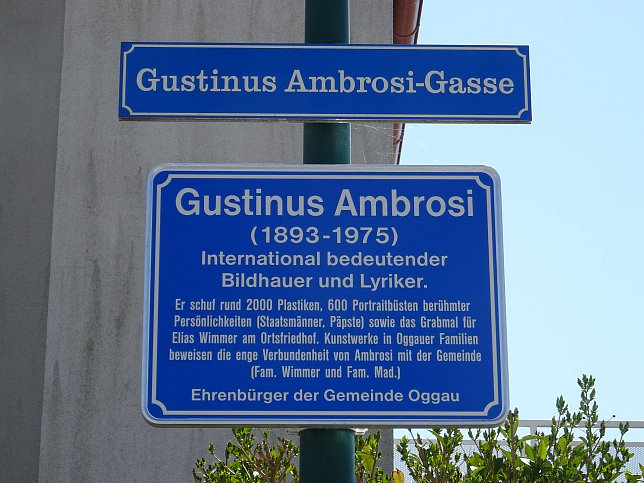 Gustinus Ambrosi-Gasse
Gustinus Ambrosi
(1893-1975)
International bedeutender
Bildhauer und Lyriker.
Er schuf rund 2000 Plastiken, 600 Portraitbüsten berühmter
Persönlichkeiten (Staatsmänner, Päpste) sowie das Grabmal für
Elias Wimmer am Ortsfriedhof. Kunstwerke in Oggauer Familien
beweisen die enge Verbundenheit von Ambrosi mit der Gemeinde
(Fam. Wimmer und Fam. Mad.)
Ehrenbürger der Gemeinde Oggau